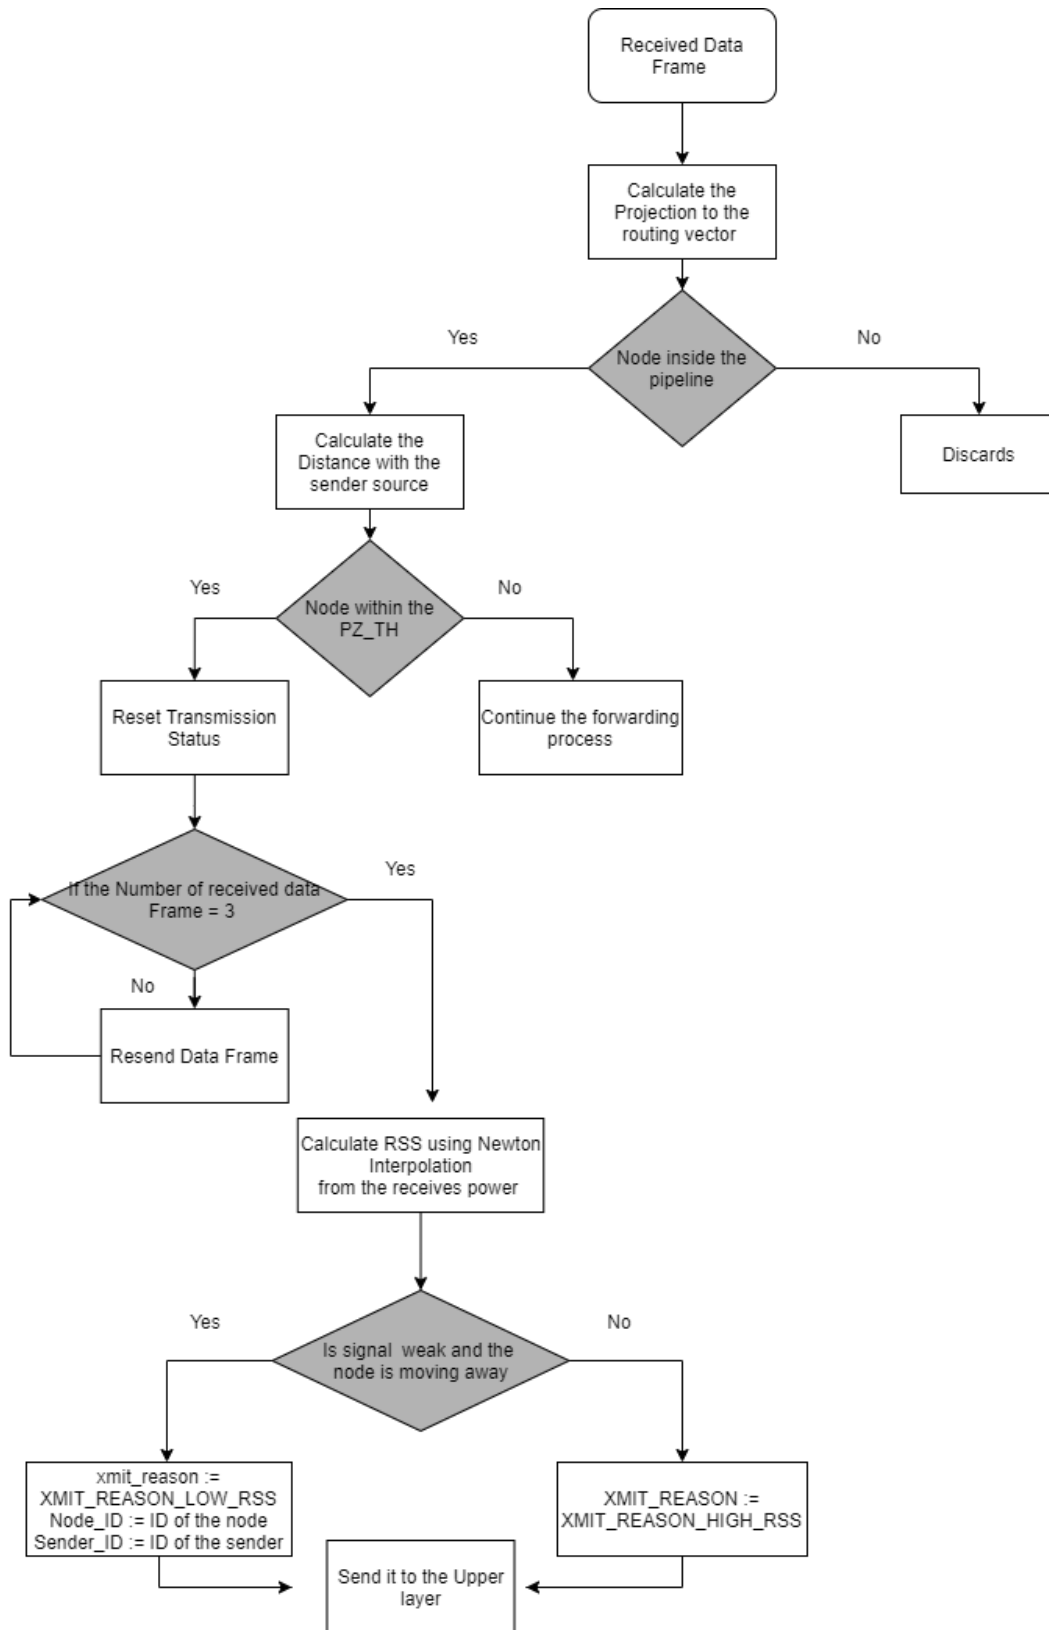 Received Data
Frame
Calculate the
Projection to the
routing vector
Yes
No
Node inside the
pipeline
Calculate the
Distance with the
sender source
Discards
Yes
No
Node within the
PZ_TH
Reset Transmission
Status
Continue the forwarding
process
Yes
If the Number of received data
Frame = 3
No
Resend Data Frame
Calculate RSS using Newton
Interpolation
from the receives power
Yes
No
Is signal weak and the
node is moving away
xmit_reason :=
XMIT_REASON_LOW_RSS
Node_ID := ID of the node
Sender_ID := ID of the sender
XMIT_REASON :=
XMIT_REASON_HIGH_RSS
Send it to the Upper
layer